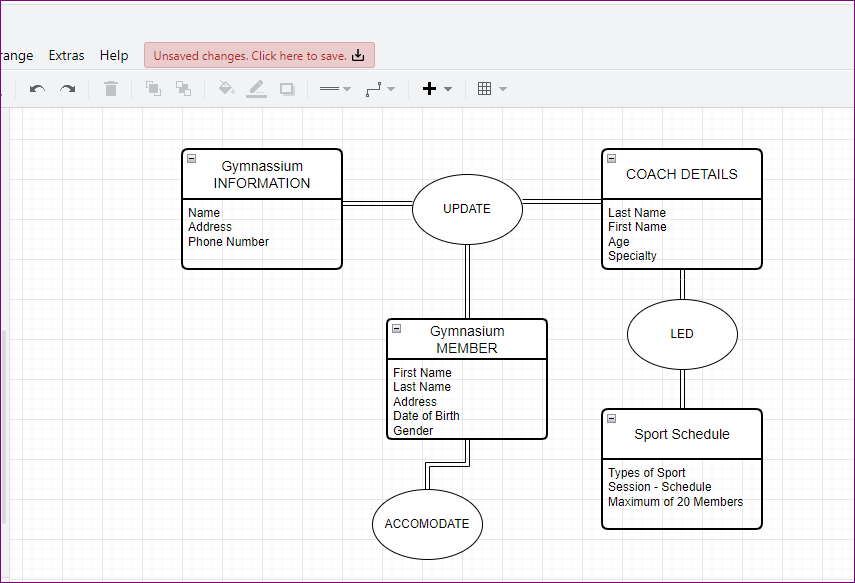 range Extras Help Unsaved changes. Click here to save.
Gymnassium
INFORMATION
Name
Address
Phone Number
UPDATE
COACH DETAILS
Last Name
First Name
Age
Specialty
Gymnasium
MEMBER
First Name
Last Name
Address
Date of Birth
Gender
LED
Sport Schedule
Types of Sport
Session - Schedule
Maximum of 20 Members
ACCOMODATE